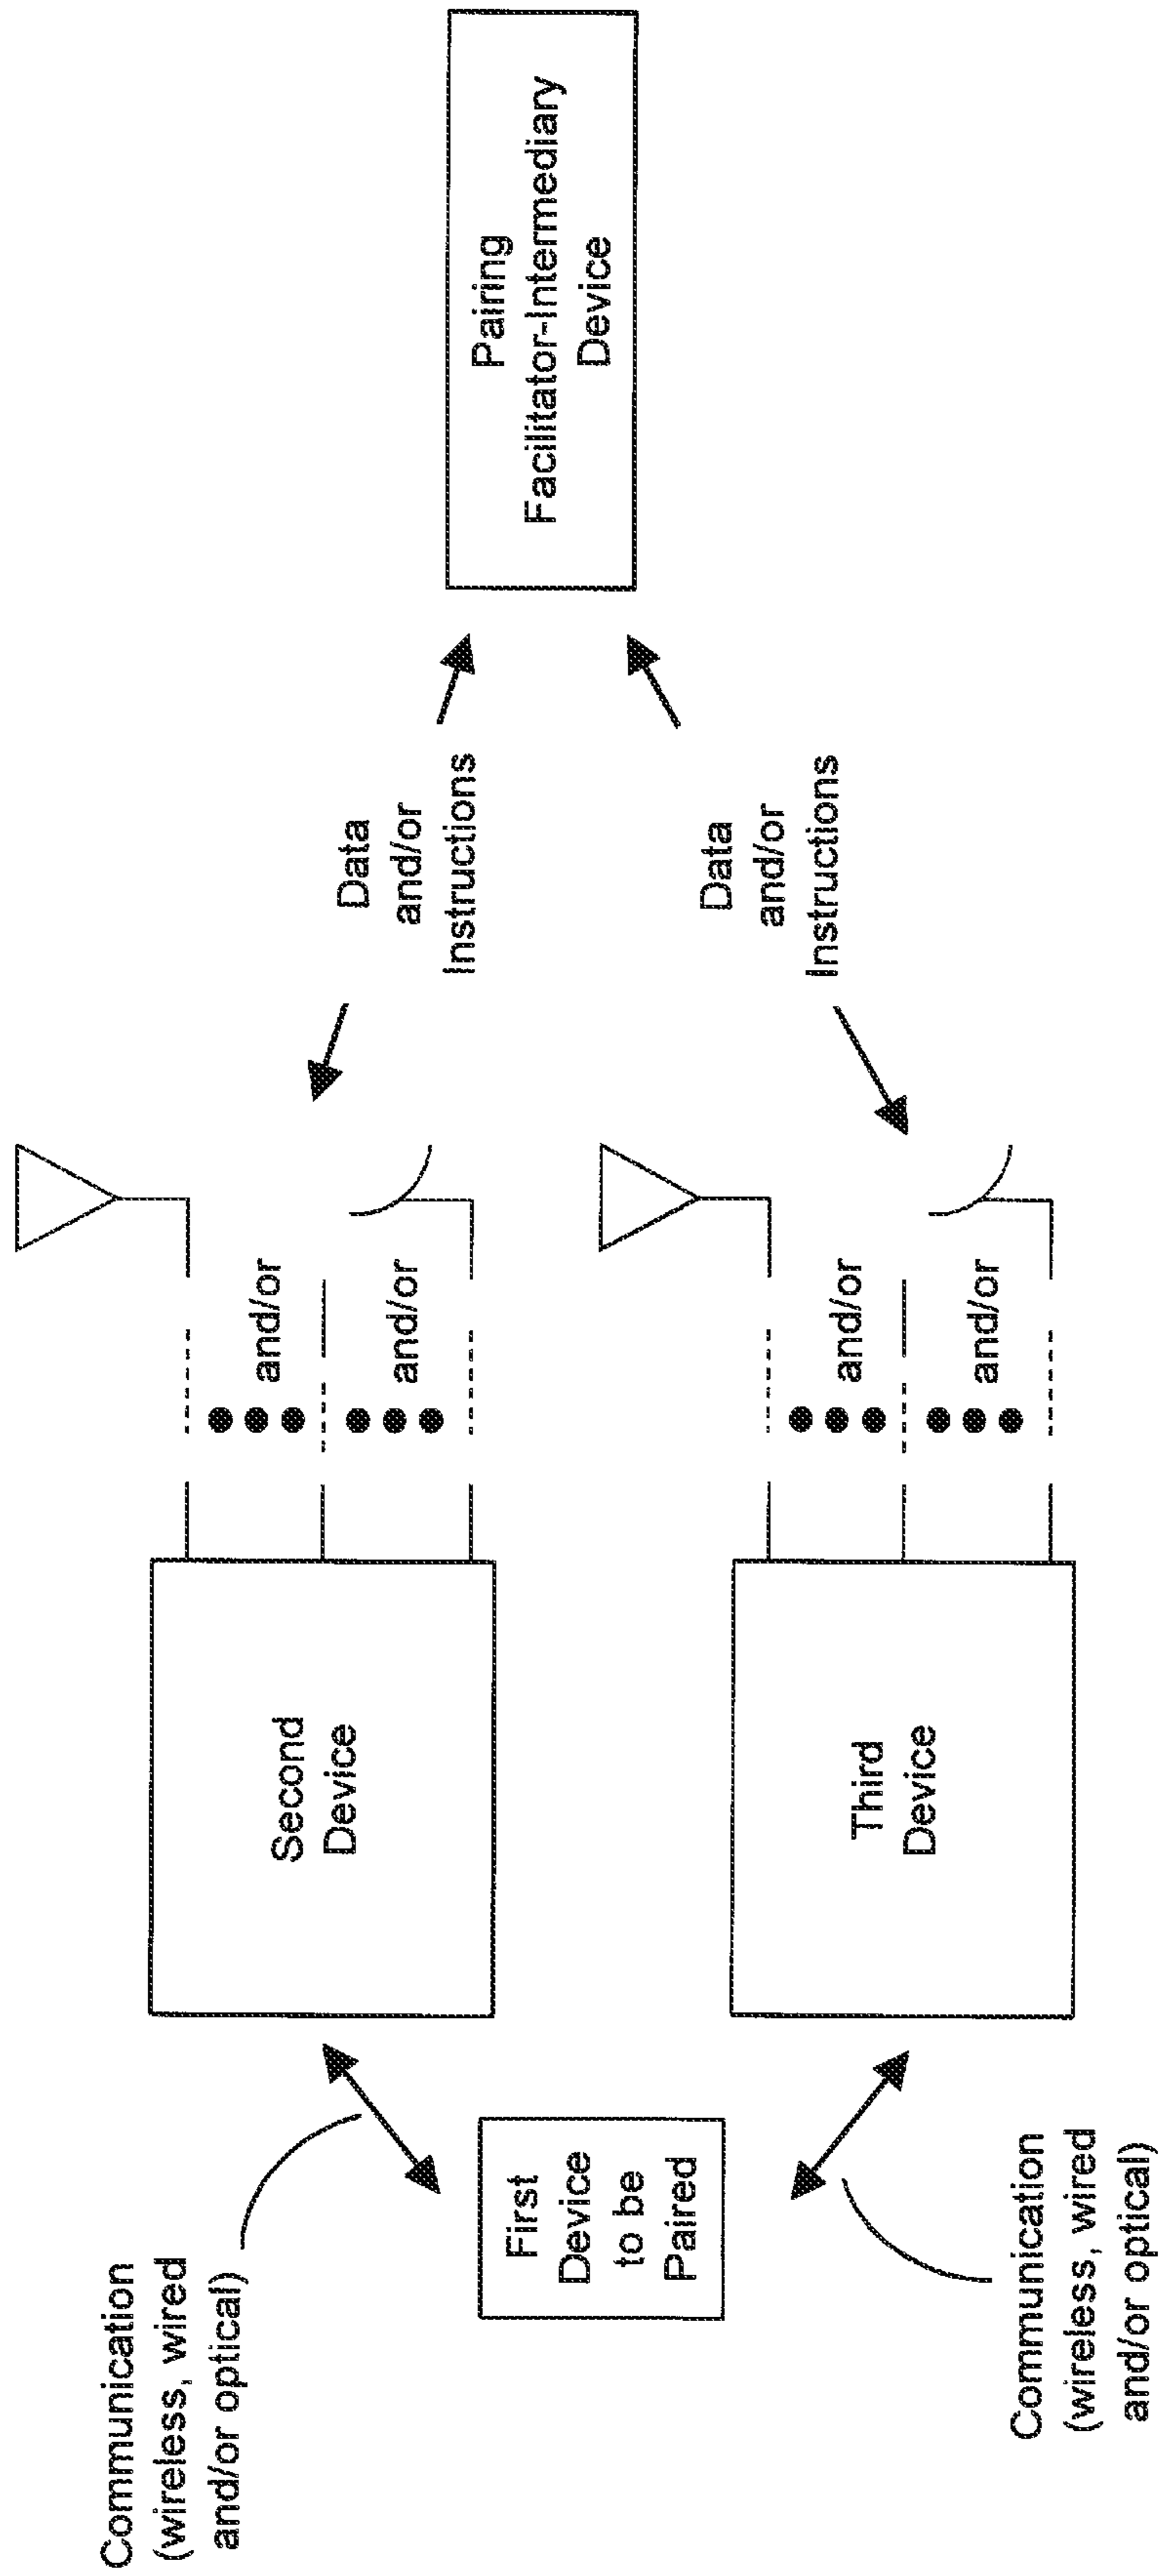 Communication
(wireless, wired
and/or optical)
Second
Device
and/or
and/or
Data
and/or
Instructions
First
Device
to be
Paired
Pairing
Facilitator-Intermediary
Device
Third
Device
and/or
and/or
Data
and/or
Instructions
Communication
(wireless, wired
and/or optical)